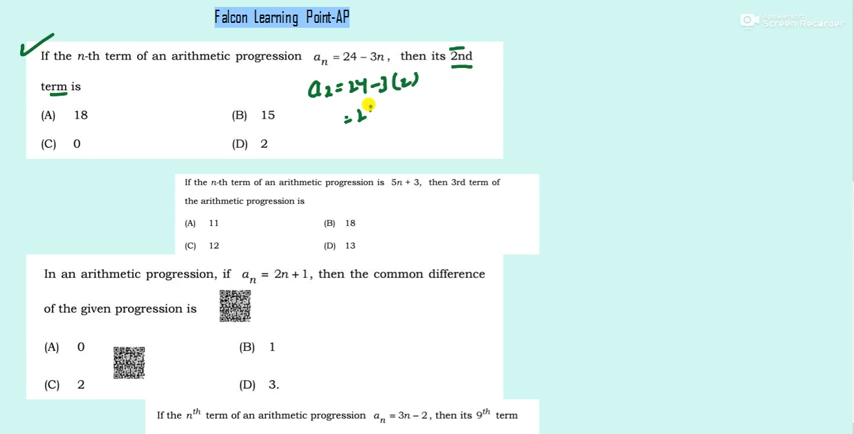 Falcon Learning Point-AP
Screen Recorder
If the n-th term of an arithmetic progression aₙ = 24 – 3n, then its 2nd
term is
a₂ = 24 – 3(2)
= 2
(A) 18 (B) 15
(C) 0 (D) 2
If the n-th term of an arithmetic progression is 5n + 3, then 3rd term of
the arithmetic progression is
(A) 11 (B) 18
(C) 12 (D) 13
In an arithmetic progression, if aₙ = 2n + 1, then the common difference
of the given progression is
(A) 0 (B) 1
(C) 2 (D) 3.
If the nᵗʰ term of an arithmetic progression aₙ = 3n – 2, then its 9ᵗʰ term